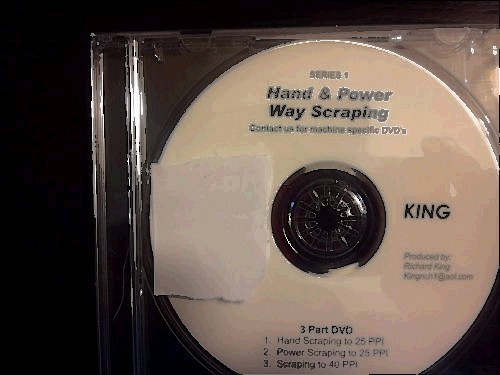 SERIES 1
Hand & Power
Way Scraping
Contact us for machine specific DVD's
KING
Produced by:
Richard King
Kingrich1@aol.com
3 Part DVD
1. Hand Scraping to 25 PPI
2. Power Scraping to 25 PPI
3. Scraping to 40 PPI